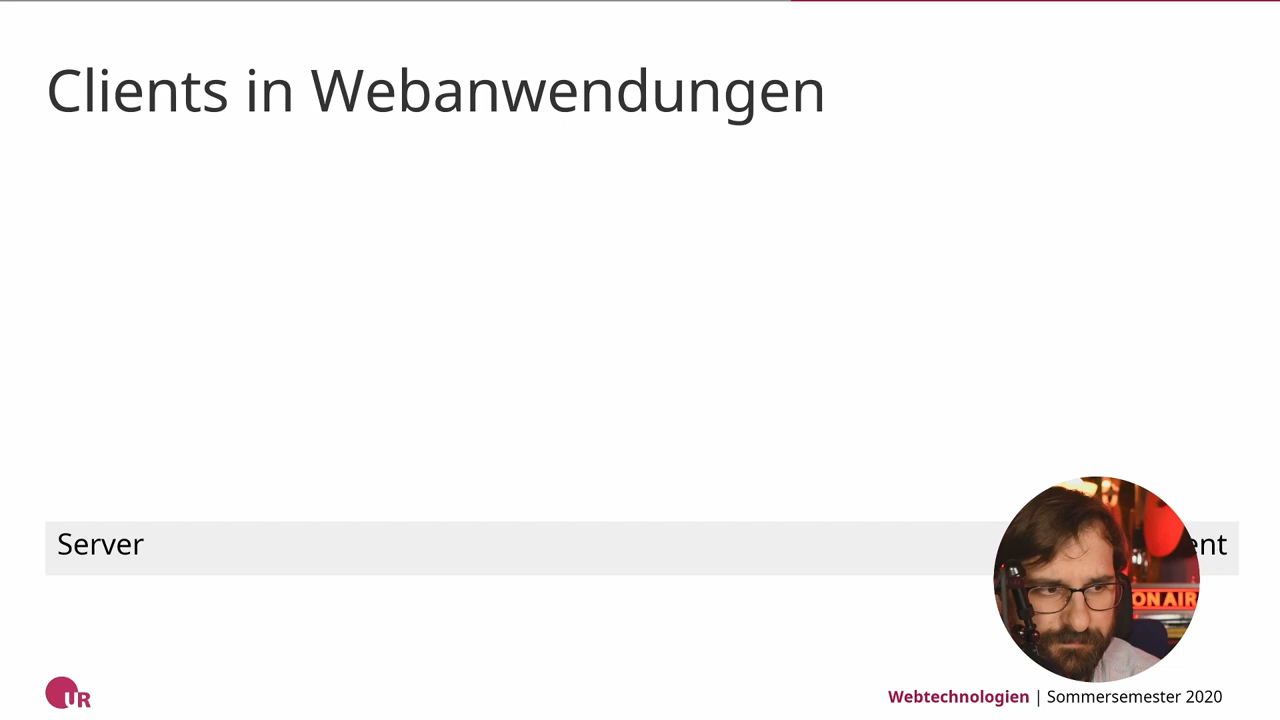 Clients in Webanwendungen
Server
ent
ON AIR
UR
Webtechnologien | Sommersemester 2020